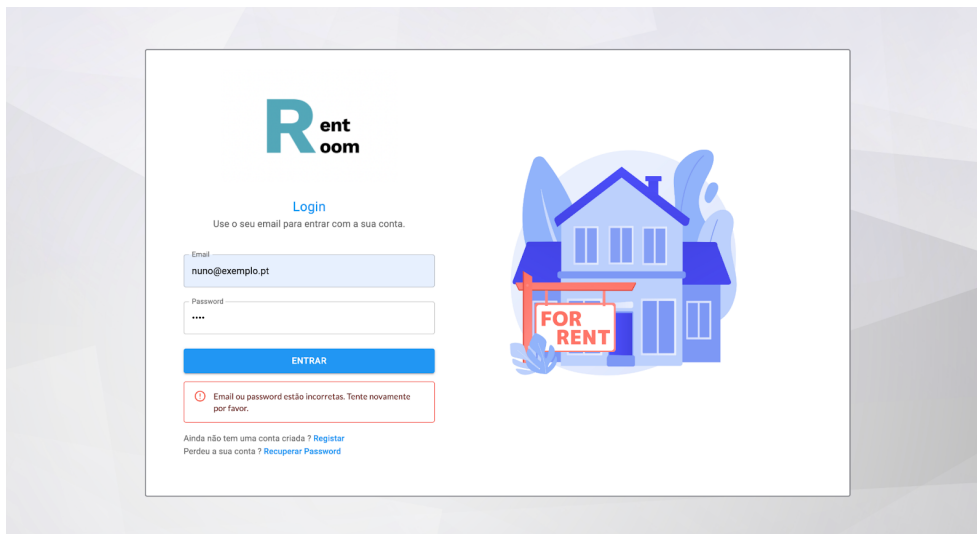 Rent
Room
Login
Use o seu email para entrar com a sua conta.
Email
nuno@exemplo.pt
Password
••••
ENTRAR
Email ou password estão incorretas. Tente novamente
por favor.
Ainda não tem uma conta criada ? Registar
Perdeu a sua conta ? Recuperar Password
FOR
RENT